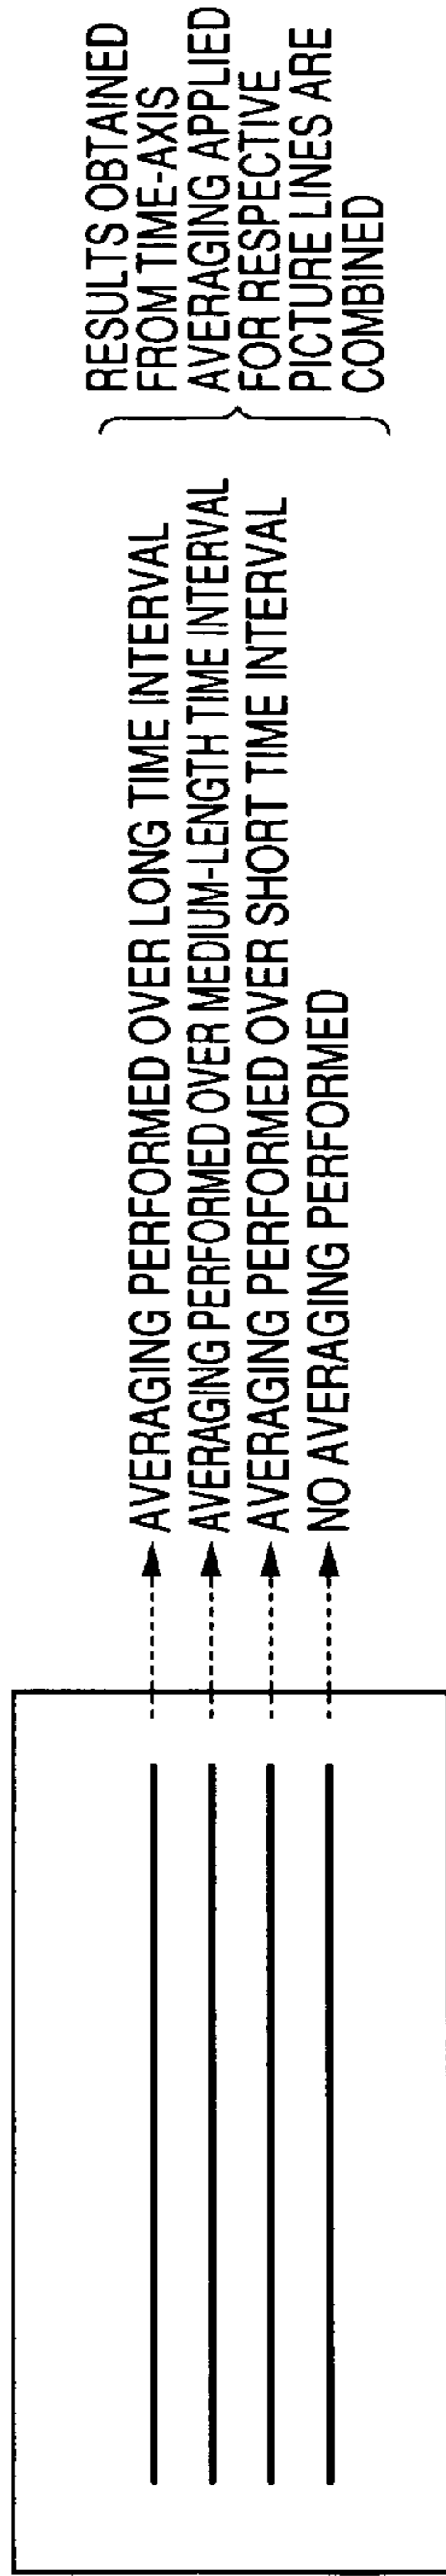 AVERAGING PERFORMED OVER LONG TIME INTERVAL
AVERAGING PERFORMED OVER MEDIUM-LENGTH TIME INTERVAL
AVERAGING PERFORMED OVER SHORT TIME INTERVAL
NO AVERAGING PERFORMED
RESULTS OBTAINED
FROM TIME-AXIS
AVERAGING APPLIED
FOR RESPECTIVE
PICTURE LINES ARE
COMBINED